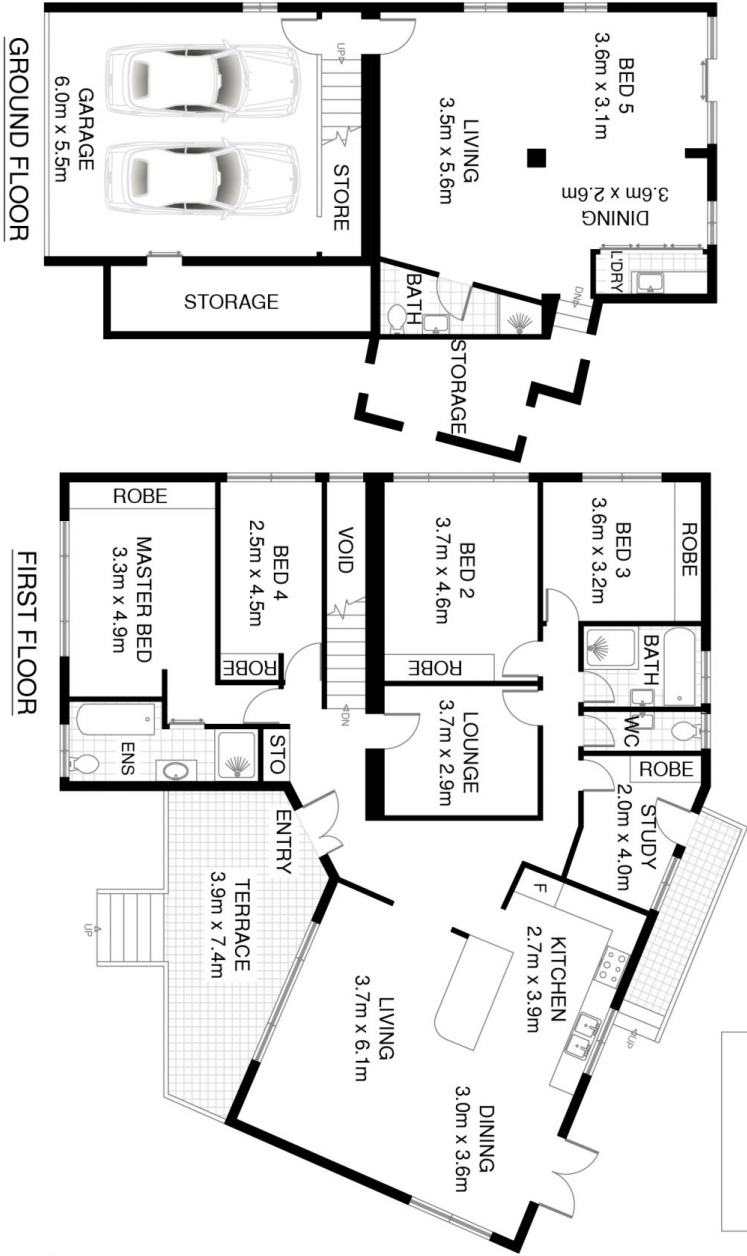 GROUND FLOOR
GARAGE
6.0m x 5.5m
UP
STORE
STORAGE
BED 5
3.6m x 3.1m
LIVING
3.5m x 5.6m
DINING
3.6m x 2.6m
L'DRY
DN
BATH
STORAGE
FIRST FLOOR
ROBE
MASTER BED
3.3m x 4.9m
BED 4
2.5m x 4.5m
ROBE
VOID
DN
BED 2
3.7m x 4.6m
ROBE
BED 3
3.6m x 3.2m
ROBE
BATH
WC
ROBE
STUDY
2.0m x 4.0m
LOUNGE
3.7m x 2.9m
ENS
STO
ENTRY
TERRACE
3.9m x 7.4m
UP
F
KITCHEN
2.7m x 3.9m
UP
LIVING
3.7m x 6.1m
DINING
3.0m x 3.6m